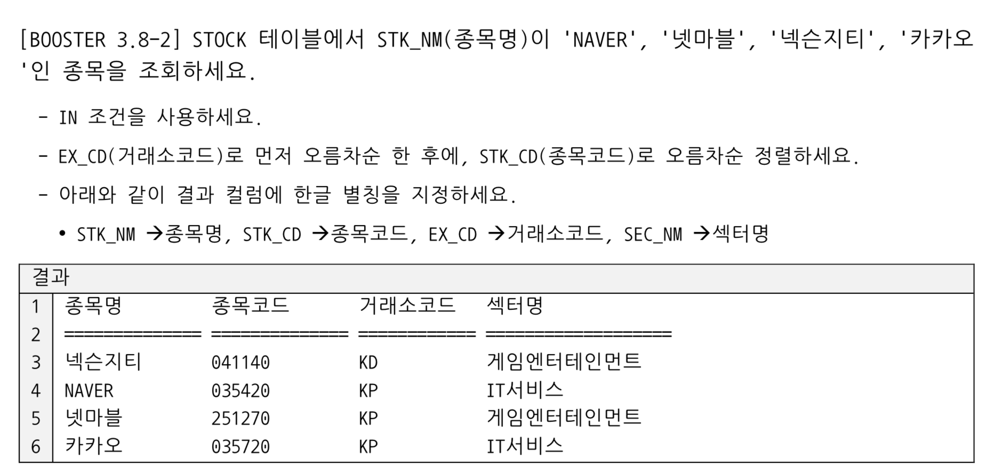 [BOOSTER 3.8-2] STOCK 테이블에서 STK_NM(종목명)이 'NAVER', '넷마블', '넥슨지티', '카카오
'인 종목을 조회하세요.
- IN 조건을 사용하세요.
- EX_CD(거래소코드)로 먼저 오름차순 한 후에, STK_CD(종목코드)로 오름차순 정렬하세요.
- 아래와 같이 결과 컬럼에 한글 별칭을 지정하세요.
• STK_NM →종목명, STK_CD →종목코드, EX_CD →거래소코드, SEC_NM →섹터명
결과
1 종목명 종목코드 거래소코드 섹터명
2 ============== ============== ============ ===================
3 넥슨지티 041140 KD 게임엔터테인먼트
4 NAVER 035420 KP IT서비스
5 넷마블 251270 KP 게임엔터테인먼트
6 카카오 035720 KP IT서비스